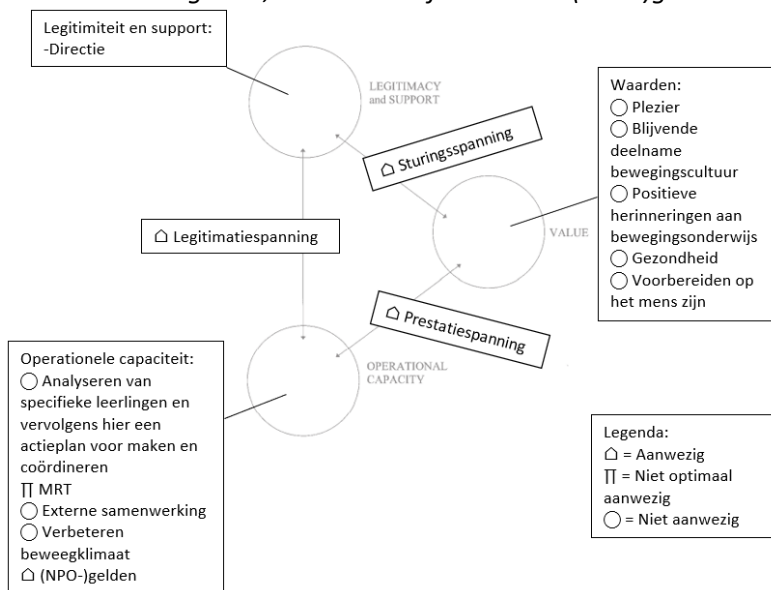 Legitimiteit en support:
-Directie
LEGITIMACY
and SUPPORT
⌂ Sturingsspanning
Waarden:
◯ Plezier
◯ Blijvende
deelname
bewegingscultuur
◯ Positieve
herinneringen aan
bewegingsonderwijs
◯ Gezondheid
◯ Voorbereiden op
het mens zijn
⌂ Legitimatiespanning
VALUE
⌂ Prestatiespanning
Operationele capaciteit:
◯ Analyseren van
specifieke leerlingen en
vervolgens hier een
actieplan voor maken en
coördineren
∏ MRT
◯ Externe samenwerking
◯ Verbeteren
beweegklimaat
⌂ (NPO-)gelden
OPERATIONAL
CAPACITY
Legenda:
⌂ = Aanwezig
∏ = Niet optimaal
aanwezig
◯ = Niet aanwezig